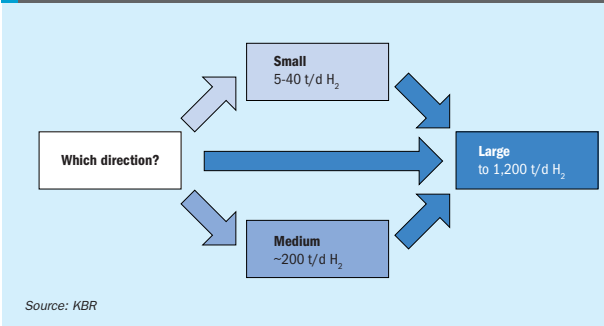 Small
5-40 t/d H₂
Which direction?
Large
to 1,200 t/d H₂
Medium
~200 t/d H₂
Source: KBR